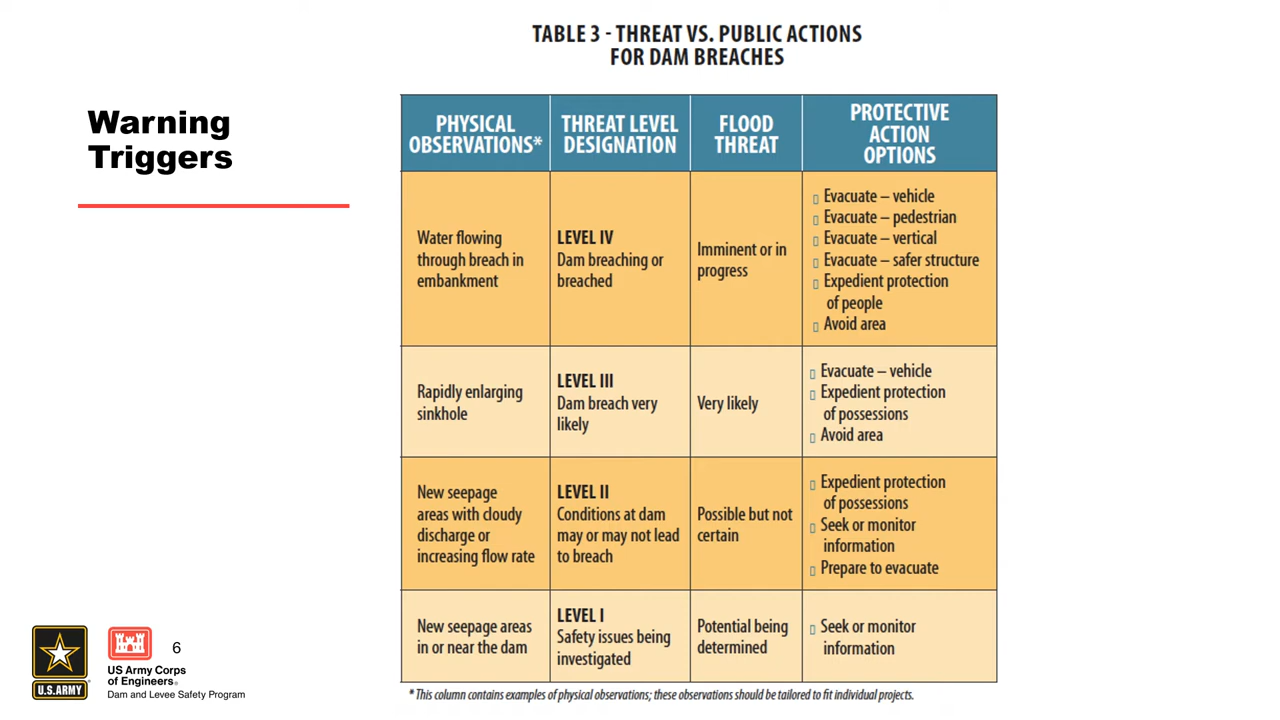 TABLE 3 - THREAT VS. PUBLIC ACTIONS
FOR DAM BREACHES
Warning
Triggers
PHYSICAL
OBSERVATIONS*
THREAT LEVEL
DESIGNATION
FLOOD
THREAT
PROTECTIVE
ACTION
OPTIONS
Water flowing
through breach in
embankment
LEVEL IV
Dam breaching or
breached
Imminent or in
progress
Evacuate – vehicle
Evacuate – pedestrian
Evacuate – vertical
Evacuate – safer structure
Expedient protection
of people
Avoid area
Rapidly enlarging
sinkhole
LEVEL III
Dam breach very
likely
Very likely
Evacuate – vehicle
Expedient protection
of possessions
Avoid area
New seepage
areas with cloudy
discharge or
increasing flow rate
LEVEL II
Conditions at dam
may or may not lead
to breach
Possible but not
certain
Expedient protection
of possessions
Seek or monitor
information
Prepare to evacuate
New seepage areas
in or near the dam
LEVEL I
Safety issues being
investigated
Potential being
determined
Seek or monitor
information
* This column contains examples of physical observations; these observations should be tailored to fit individual projects.
U.S.ARMY
6
US Army Corps
of Engineers®
Dam and Levee Safety Program